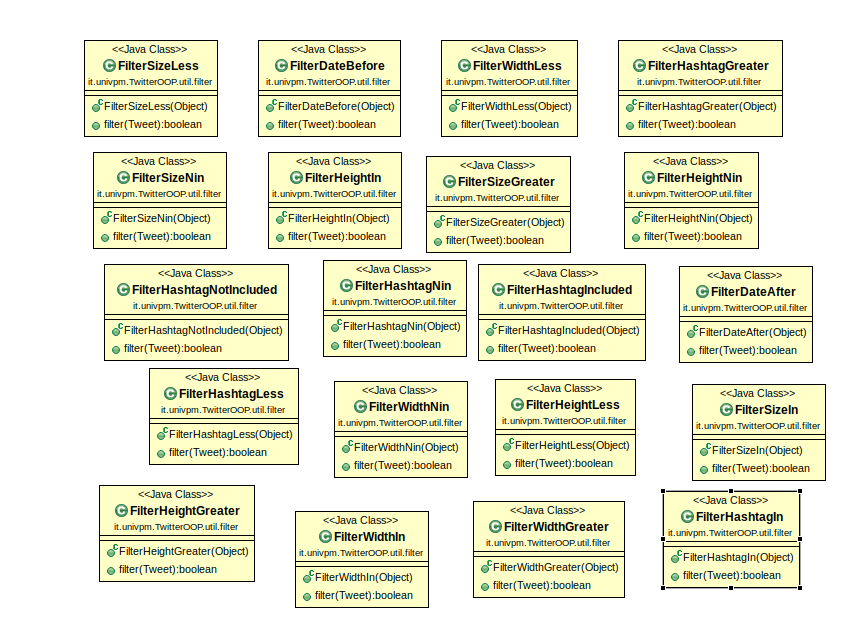 <<Java Class>>
FilterSizeLess
it.univpm.TwitterOOP.util.filter
FilterSizeLess(Object)
filter(Tweet):boolean
<<Java Class>>
FilterDateBefore
it.univpm.TwitterOOP.util.filter
FilterDateBefore(Object)
filter(Tweet):boolean
<<Java Class>>
FilterWidthLess
it.univpm.TwitterOOP.util.filter
FilterWidthLess(Object)
filter(Tweet):boolean
<<Java Class>>
FilterHashtagGreater
it.univpm.TwitterOOP.util.filter
FilterHashtagGreater(Object)
filter(Tweet):boolean
<<Java Class>>
FilterSizeNin
it.univpm.TwitterOOP.util.filter
FilterSizeNin(Object)
filter(Tweet):boolean
<<Java Class>>
FilterHeightIn
it.univpm.TwitterOOP.util.filter
FilterHeightIn(Object)
filter(Tweet):boolean
<<Java Class>>
FilterSizeGreater
it.univpm.TwitterOOP.util.filter
FilterSizeGreater(Object)
filter(Tweet):boolean
<<Java Class>>
FilterHeightNin
it.univpm.TwitterOOP.util.filter
FilterHeightNin(Object)
filter(Tweet):boolean
<<Java Class>>
FilterHashtagNotIncluded
it.univpm.TwitterOOP.util.filter
FilterHashtagNotIncluded(Object)
filter(Tweet):boolean
<<Java Class>>
FilterHashtagNin
it.univpm.TwitterOOP.util.filter
FilterHashtagNin(Object)
filter(Tweet):boolean
<<Java Class>>
FilterHashtagIncluded
it.univpm.TwitterOOP.util.filter
FilterHashtagIncluded(Object)
filter(Tweet):boolean
<<Java Class>>
FilterDateAfter
it.univpm.TwitterOOP.util.filter
FilterDateAfter(Object)
filter(Tweet):boolean
<<Java Class>>
FilterHashtagLess
it.univpm.TwitterOOP.util.filter
FilterHashtagLess(Object)
filter(Tweet):boolean
<<Java Class>>
FilterWidthNin
it.univpm.TwitterOOP.util.filter
FilterWidthNin(Object)
filter(Tweet):boolean
<<Java Class>>
FilterHeightLess
it.univpm.TwitterOOP.util.filter
FilterHeightLess(Object)
filter(Tweet):boolean
<<Java Class>>
FilterSizeIn
it.univpm.TwitterOOP.util.filter
FilterSizeIn(Object)
filter(Tweet):boolean
<<Java Class>>
FilterHeightGreater
it.univpm.TwitterOOP.util.filter
FilterHeightGreater(Object)
filter(Tweet):boolean
<<Java Class>>
FilterWidthIn
it.univpm.TwitterOOP.util.filter
FilterWidthIn(Object)
filter(Tweet):boolean
<<Java Class>>
FilterWidthGreater
it.univpm.TwitterOOP.util.filter
FilterWidthGreater(Object)
filter(Tweet):boolean
<<Java Class>>
FilterHashtagIn
it.univpm.TwitterOOP.util.filter
FilterHashtagIn(Object)
filter(Tweet):boolean